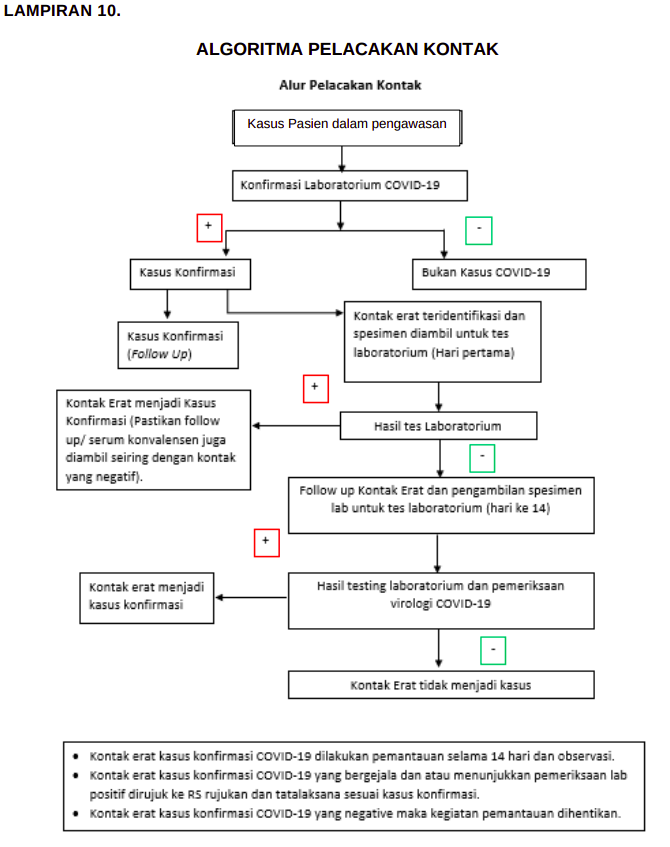 LAMPIRAN 10.
ALGORITMA PELACAKAN KONTAK
Alur Pelacakan Kontak
Kasus Pasien dalam pengawasan
Konfirmasi Laboratorium COVID-19
+
-
Kasus Konfirmasi
Bukan Kasus COVID-19
Kasus Konfirmasi
(Follow Up)
Kontak erat teridentifikasi dan
spesimen diambil untuk tes
laboratorium (Hari pertama)
+
Kontak Erat menjadi Kasus
Konfirmasi (Pastikan follow
up/ serum konvalensen juga
diambil seiring dengan kontak
yang negatif).
Hasil tes Laboratorium
-
Follow up Kontak Erat dan pengambilan spesimen
lab untuk tes laboratorium (hari ke 14)
+
Kontak erat menjadi
kasus konfirmasi
Hasil testing laboratorium dan pemeriksaan
virologi COVID-19
-
Kontak Erat tidak menjadi kasus
• Kontak erat kasus konfirmasi COVID-19 dilakukan pemantauan selama 14 hari dan observasi.
• Kontak erat kasus konfirmasi COVID-19 yang bergejala dan atau menunjukkan pemeriksaan lab
positif dirujuk ke RS rujukan dan tatalaksana sesuai kasus konfirmasi.
• Kontak erat kasus konfirmasi COVID-19 yang negative maka kegiatan pemantauan dihentikan.